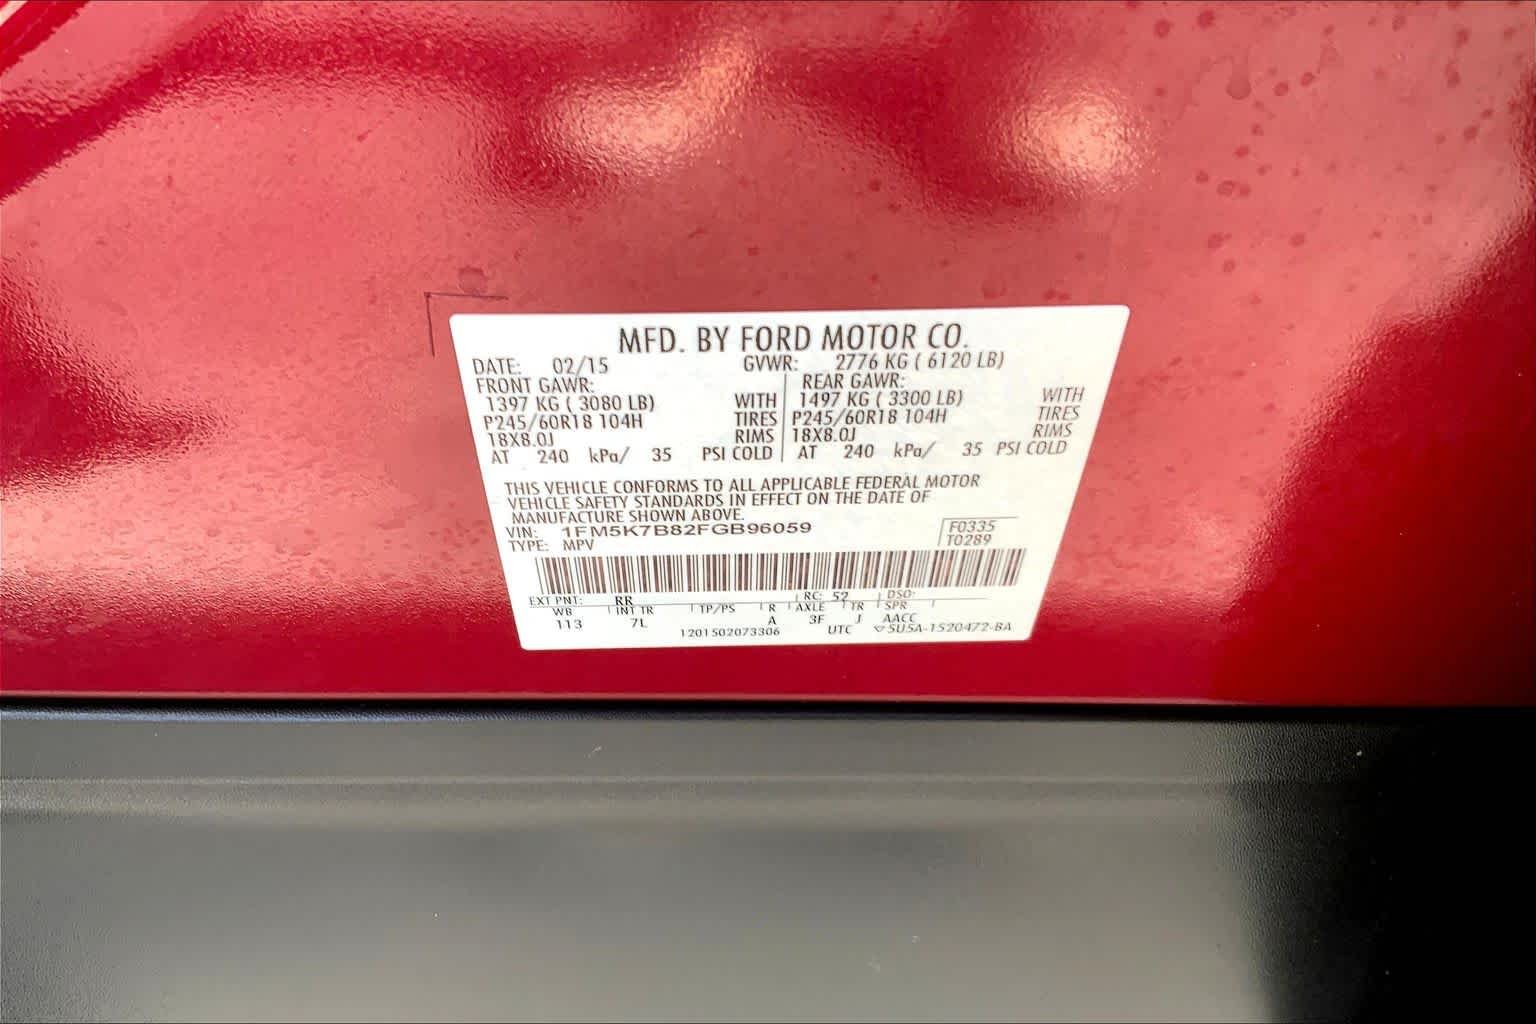 MFD. BY FORD MOTOR CO.
DATE: 02/15 GVWR: 2776 KG ( 6120 LB)
FRONT GAWR: REAR GAWR:
1397 KG ( 3080 LB) WITH 1497 KG ( 3300 LB) WITH
P245/60R18 104H TIRES P245/60R18 104H TIRES
18X8.0J RIMS 18X8.0J RIMS
AT 240 kPa/ 35 PSI COLD AT 240 kPa/ 35 PSI COLD
THIS VEHICLE CONFORMS TO ALL APPLICABLE FEDERAL MOTOR
VEHICLE SAFETY STANDARDS IN EFFECT ON THE DATE OF
MANUFACTURE SHOWN ABOVE.
VIN: 1FM5K7B82FGB96059 F0335
TYPE: MPV T0289
EXT PNT: RR RC: 52 DSO:
WB INT TR TP/PS R AXLE TR SPR
113 7L A 3F J AACC
1201502073306 UTC 5U5A-1520472-BA